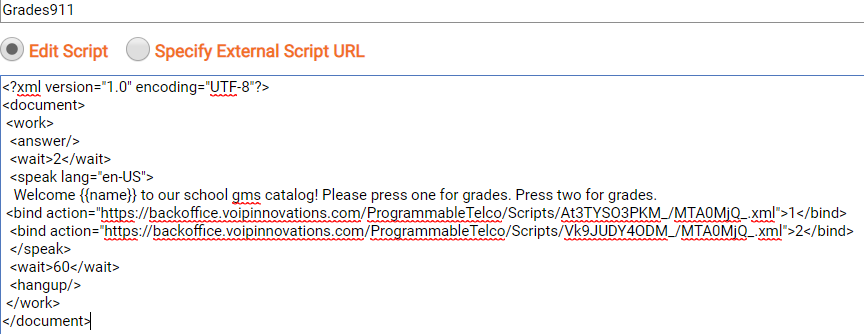 Grades911
Edit Script
Specify External Script URL
<?xml version="1.0" encoding="UTF-8"?>
<document>
<work>
<answer/>
<wait>2</wait>
<speak lang="en-US">
Welcome {{name}} to our school gms catalog! Please press one for grades. Press two for grades.
<bind action="https://backoffice.voipinnovations.com/ProgrammableTelco/Scripts/At3TYSO3PKM_/MTA0MjQ_.xml">1</bind>
<bind action="https://backoffice.voipinnovations.com/ProgrammableTelco/Scripts/Vk9JUDY4ODM_/MTA0MjQ_.xml">2</bind>
</speak>
<wait>60</wait>
<hangup/>
</work>
</document>